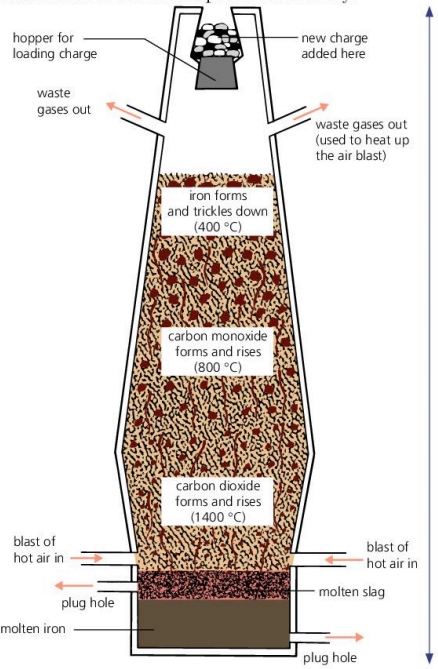 hopper for
loading charge
new charge
added here
waste
gases out
waste gases out
(used to heat up
the air blast)
iron forms
and trickles down
(400 °C)
carbon monoxide
forms and rises
(800 °C)
carbon dioxide
forms and rises
(1400 °C)
blast of
hot air in
blast of
hot air in
plug hole
molten slag
molten iron
plug hole